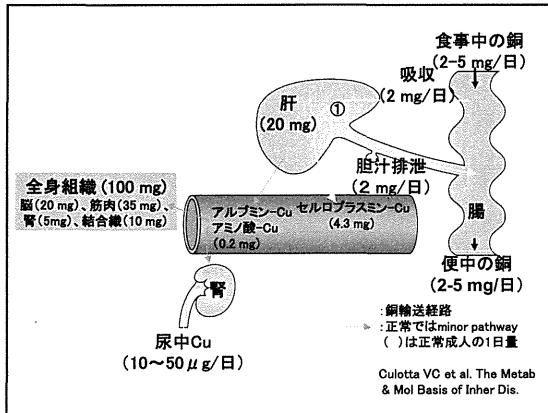 食事中の銅
(2-5 mg/日)
吸収
(2 mg/日)
肝
(20 mg)
①
胆汁排泄
(2 mg/日)
全身組織 (100 mg)
脳(20 mg)、筋肉(35 mg)、
腎(5mg)、結合織(10 mg)
アルブミン-Cu
アミノ酸-Cu
(0.2 mg)
セルロプラスミン-Cu
(4.3 mg)
腸
腎
便中の銅
(2-5 mg/日)
尿中Cu
(10～50μg/日)
:銅輸送経路
:正常ではminor pathway
( )は正常成人の1日量
Culotta VC et al. The Metab
& Mol Basis of Inher Dis.